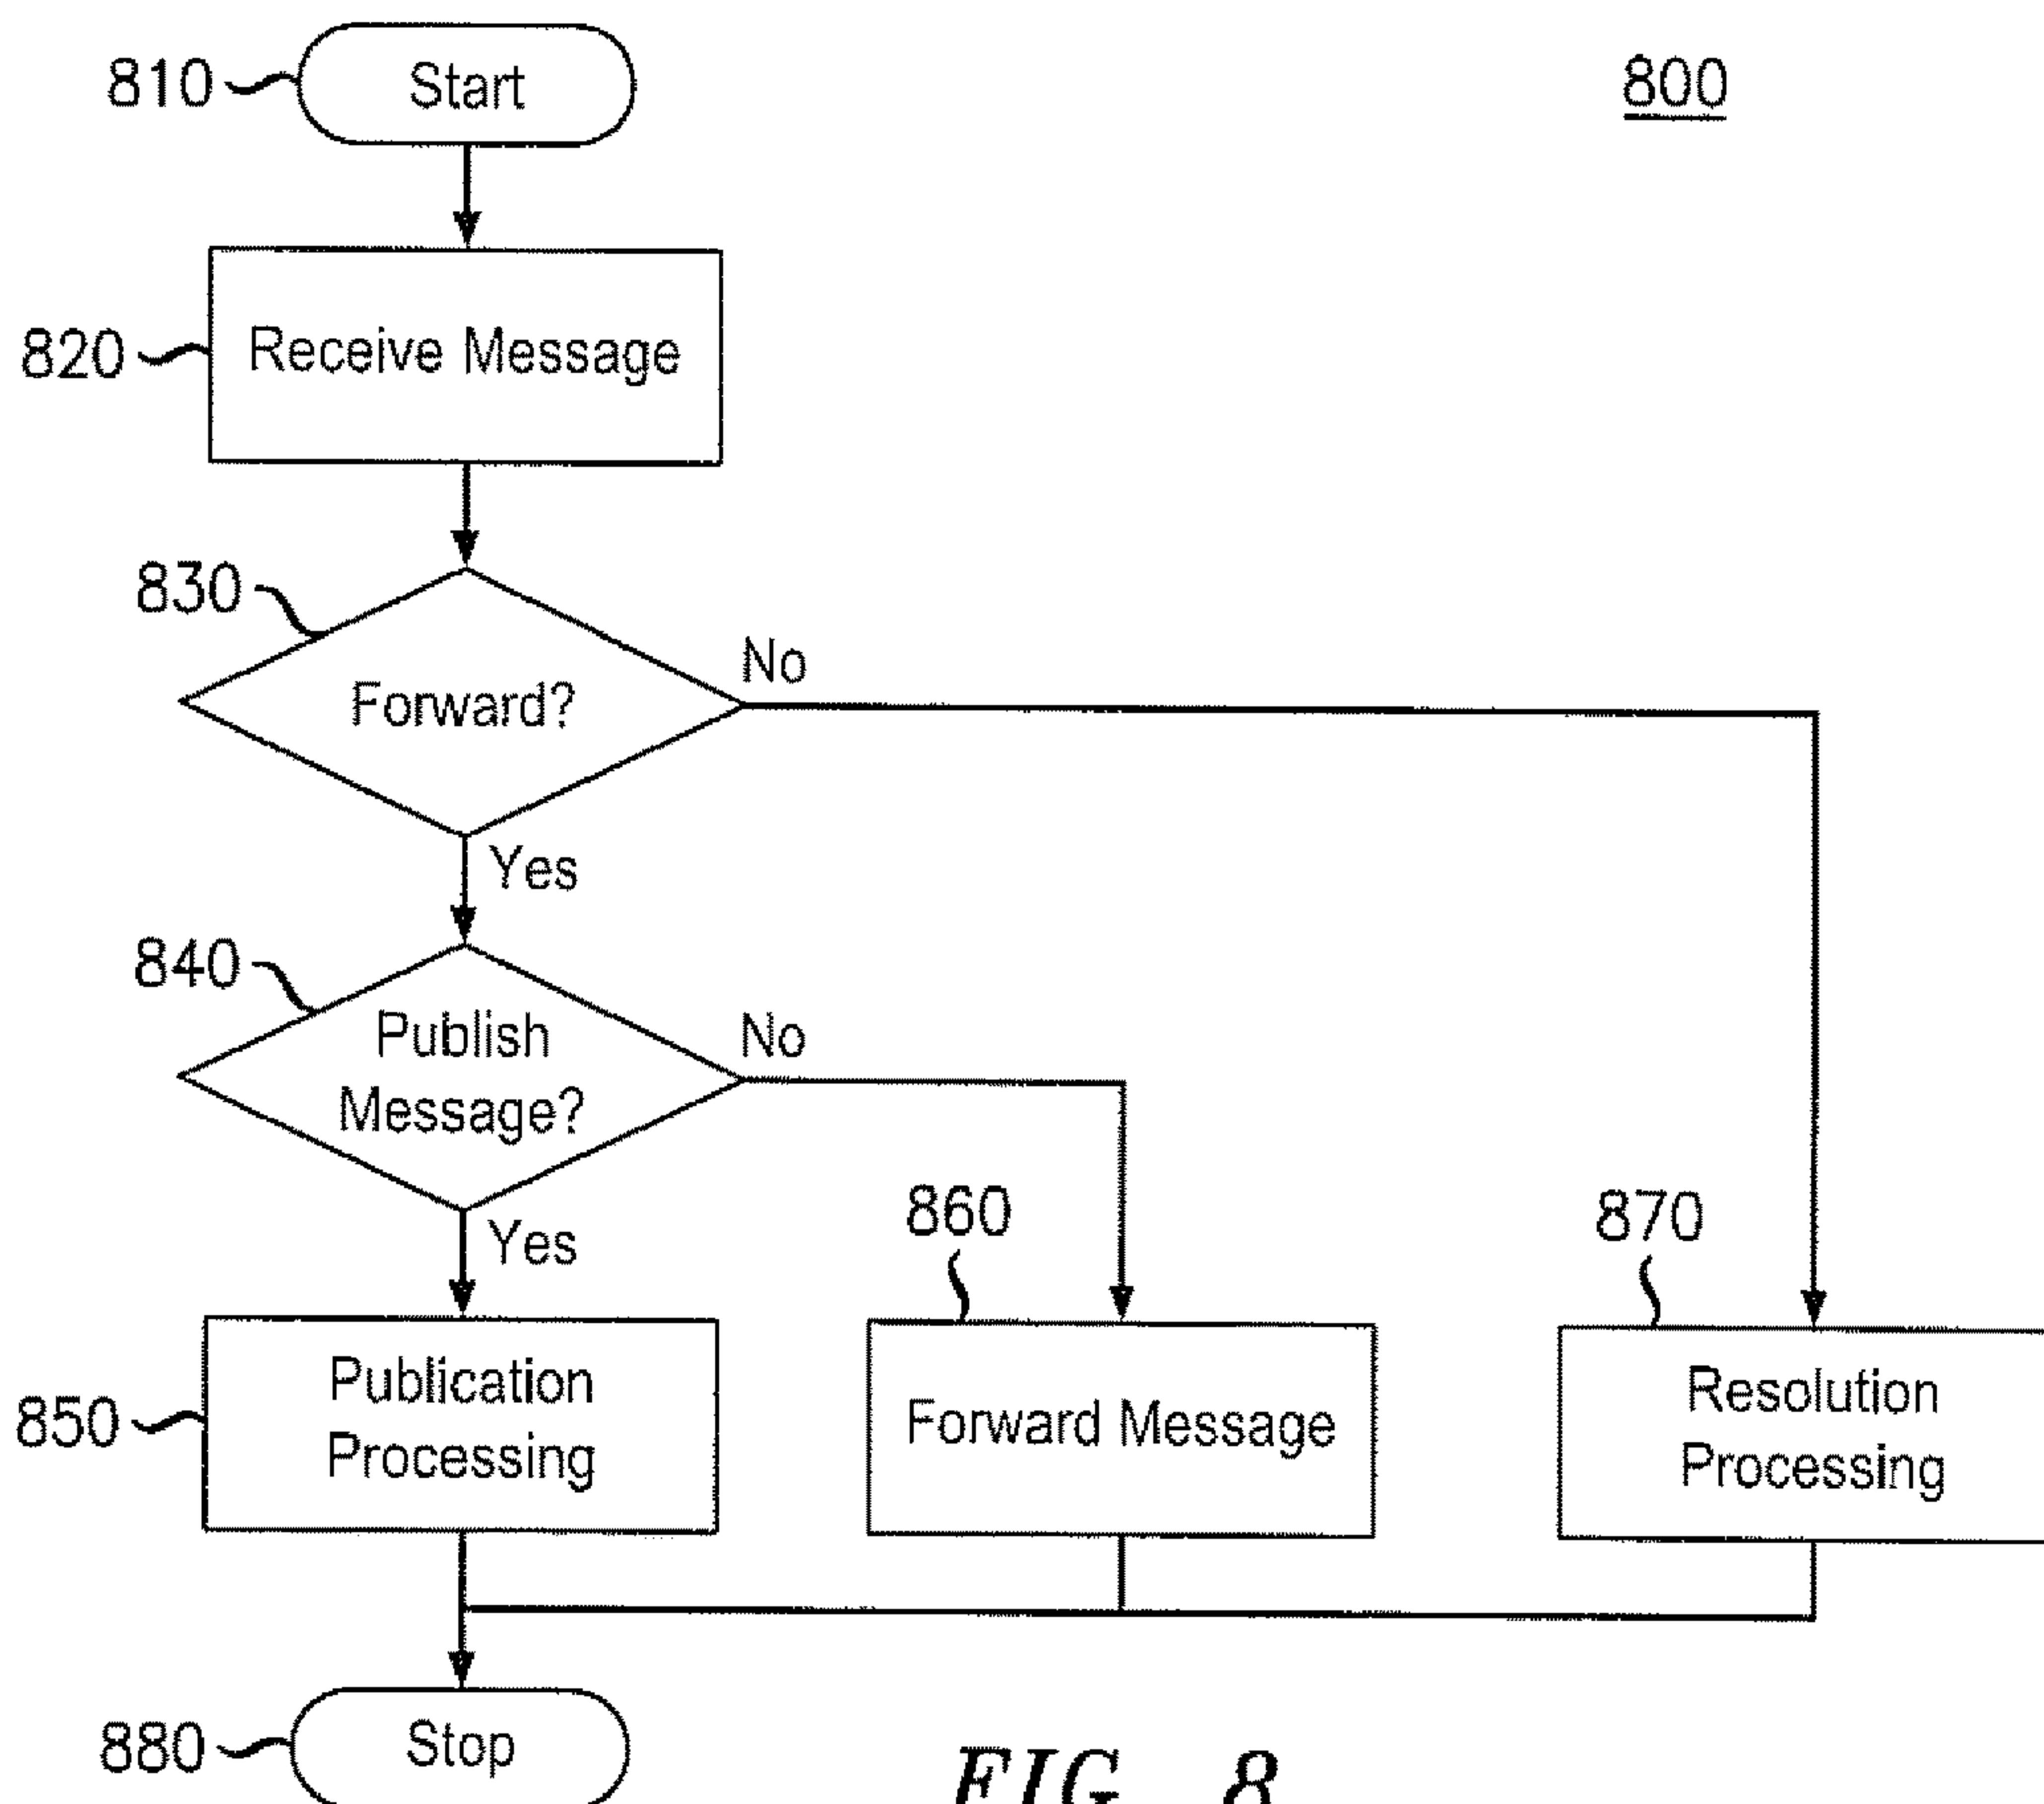 810
Start
800
820
Receive Message
830
Forward?
No
Yes
840
Publish
Message?
No
Yes
860
870
850
Publication
Processing
Forward Message
Resolution
Processing
880
Stop
FIG. 8